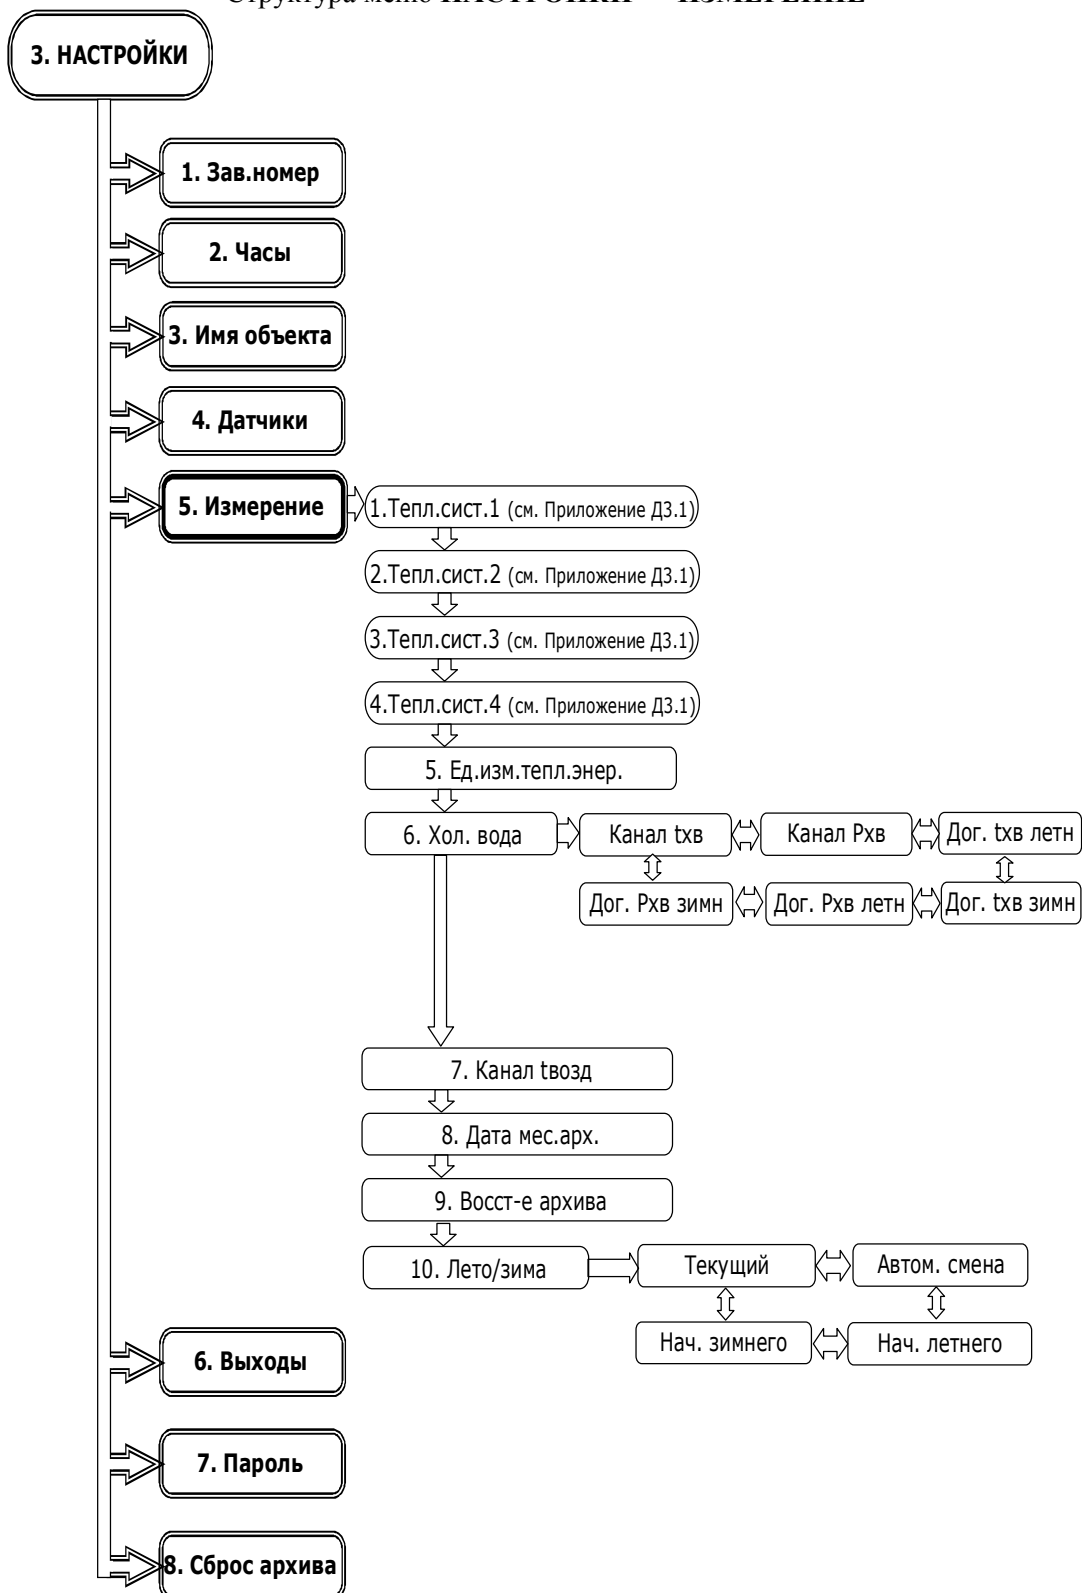 Структура меню НАСТРОЙКИ – ИЗМЕРЕНИЕ
3. НАСТРОЙКИ
1. Зав.номер
2. Часы
3. Имя объекта
4. Датчики
5. Измерение
1.Тепл.сист.1 (см. Приложение Д3.1)
2.Тепл.сист.2 (см. Приложение Д3.1)
3.Тепл.сист.3 (см. Приложение Д3.1)
4.Тепл.сист.4 (см. Приложение Д3.1)
5. Ед.изм.тепл.энер.
6. Хол. вода
Канал tхв
Канал Рхв
Дог. tхв летн
Дог. Рхв зимн
Дог. Рхв летн
Дог. tхв зимн
7. Канал tвозд
8. Дата мес.арх.
9. Восст-е архива
10. Лето/зима
Текущий
Автом. смена
Нач. зимнего
Нач. летнего
6. Выходы
7. Пароль
8. Сброс архива